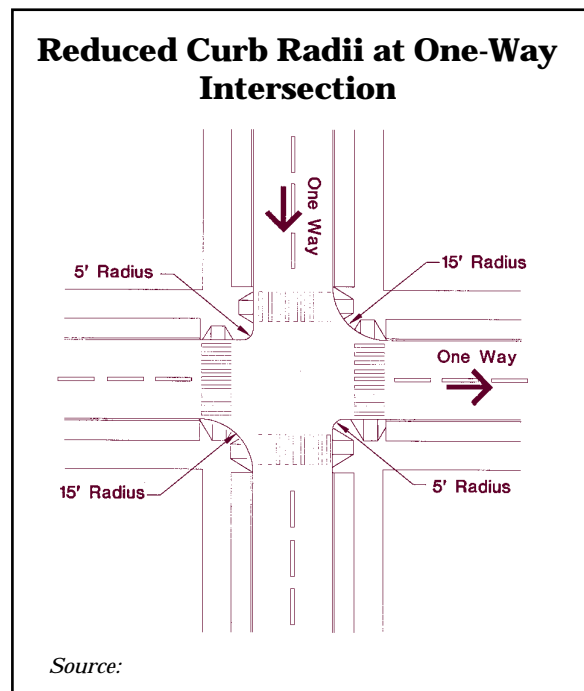 Reduced Curb Radii at One-Way
Intersection
One Way
5' Radius
15' Radius
One Way
15' Radius
5' Radius
Source: